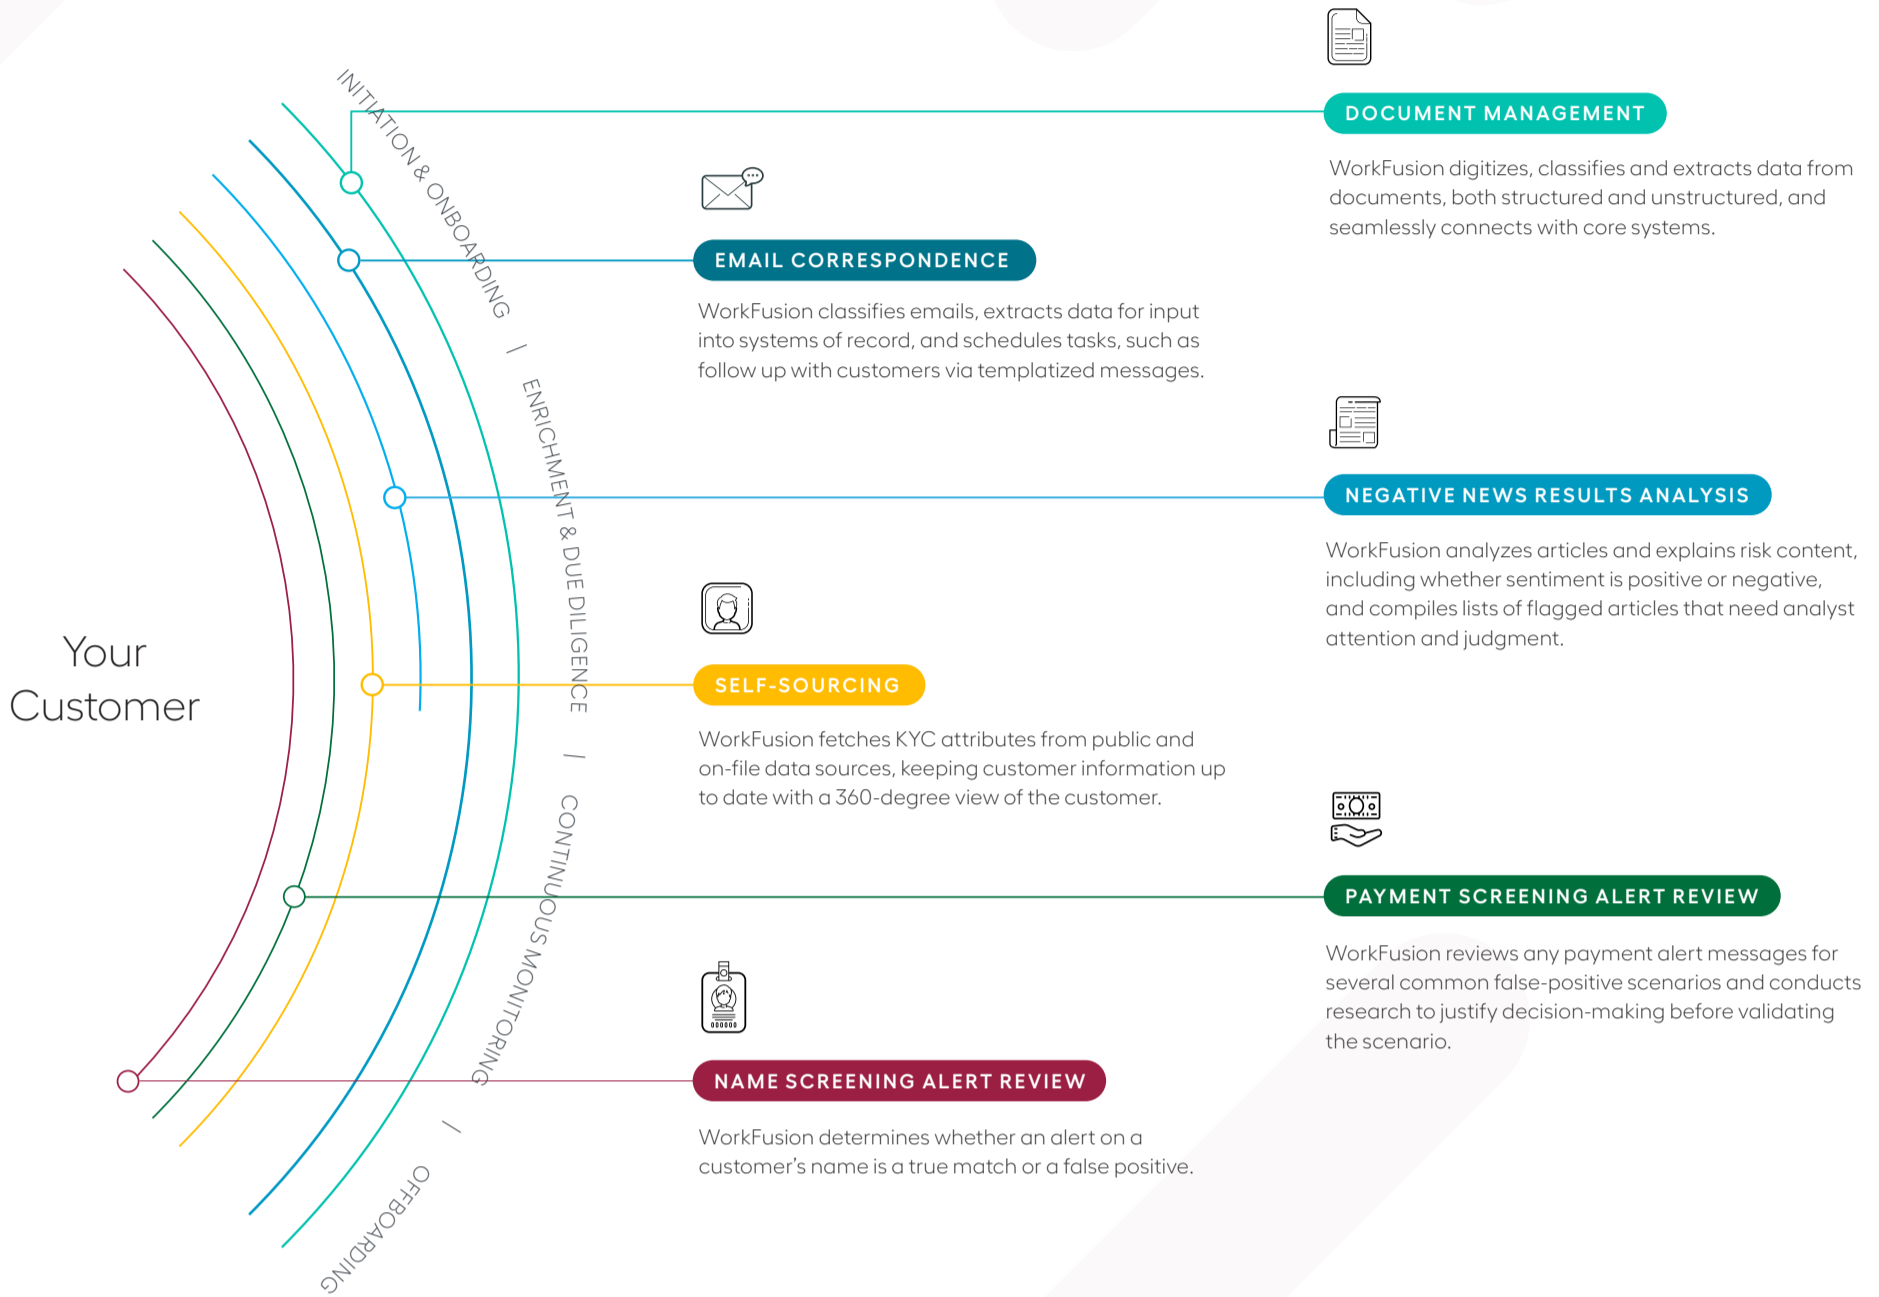 Your
Customer
INITIATION & ONBOARDING | ENRICHMENT & DUE DILIGENCE | CONTINUOUS MONITORING | OFFBOARDING
DOCUMENT MANAGEMENT
WorkFusion digitizes, classifies and extracts data from
documents, both structured and unstructured, and
seamlessly connects with core systems.
EMAIL CORRESPONDENCE
WorkFusion classifies emails, extracts data for input
into systems of record, and schedules tasks, such as
follow up with customers via templatized messages.
NEGATIVE NEWS RESULTS ANALYSIS
WorkFusion analyzes articles and explains risk content,
including whether sentiment is positive or negative,
and compiles lists of flagged articles that need analyst
attention and judgment.
SELF-SOURCING
WorkFusion fetches KYC attributes from public and
on-file data sources, keeping customer information up
to date with a 360-degree view of the customer.
PAYMENT SCREENING ALERT REVIEW
WorkFusion reviews any payment alert messages for
several common false-positive scenarios and conducts
research to justify decision-making before validating
the scenario.
NAME SCREENING ALERT REVIEW
WorkFusion determines whether an alert on a
customer's name is a true match or a false positive.